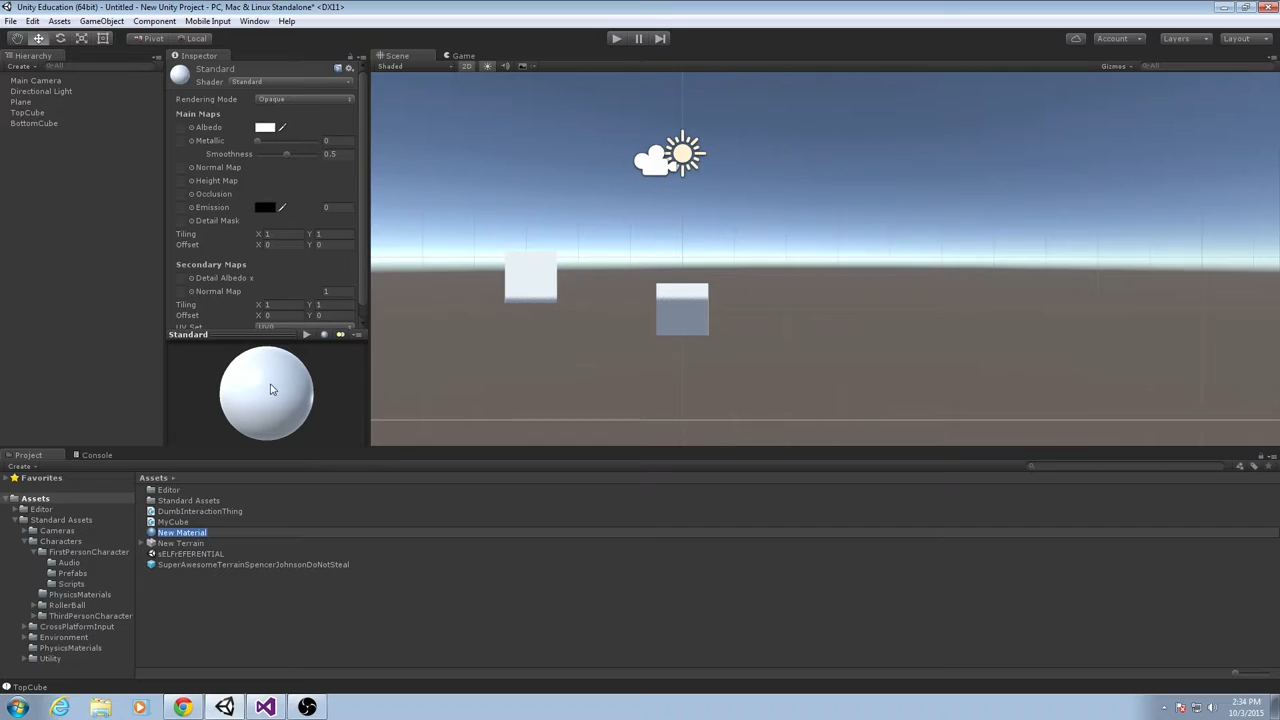 Unity Education (64bit) - Untitled - New Unity Project - PC, Mac & Linux Standalone* <DX11>
File Edit Assets GameObject Component Mobile Input Window Help
Pivot Local Account Layers Layout
Hierarchy Inspector Scene Game
Create All Standard Shaded 2D Gizmos All
Shader Standard
Main Camera
Directional Light
Plane
TopCube
BottomCube
Rendering Mode Opaque
Main Maps
Albedo
Metallic 0
Smoothness 0.5
Normal Map
Height Map
Occlusion
Emission 0
Detail Mask
Tiling X 1 Y 1
Offset X 0 Y 0
Secondary Maps
Detail Albedo x
Normal Map 1
Tiling X 1 Y 1
Offset X 0 Y 0
UV Set UV0
Standard
Project Console
Create
Favorites
Assets
Editor
Standard Assets
Cameras
Characters
FirstPersonCharacter
Audio
Prefabs
Scripts
PhysicsMaterials
RollerBall
ThirdPersonCharacter
CrossPlatformInput
Environment
PhysicsMaterials
Utility
Assets
Editor
Standard Assets
DumbInteractionThing
MyCube
New Material
New Terrain
sELFrEFERENTIAL
SuperAwesomeTerrainSpencerJohnsonDoNotSteal
TopCube
2:34 PM
10/3/2015